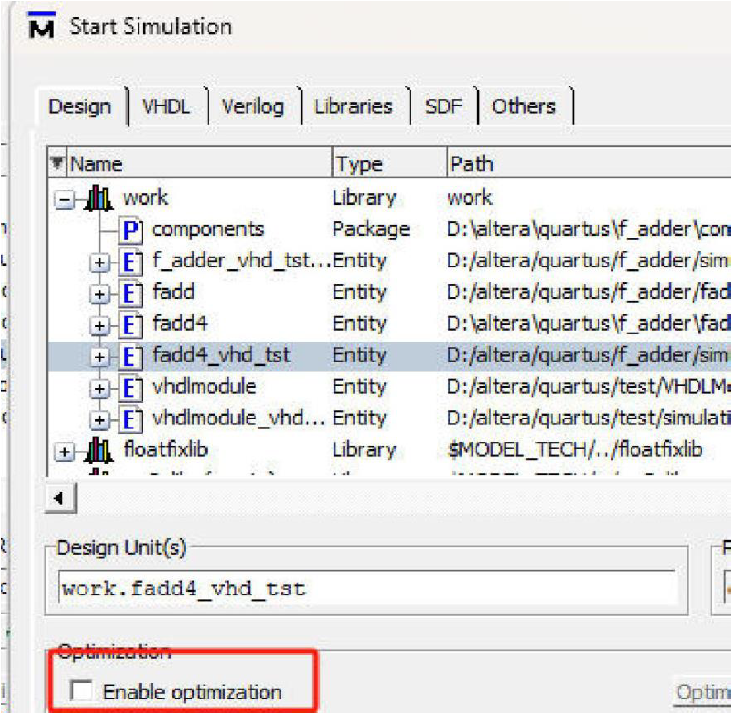 Start Simulation
Design VHDL Verilog Libraries SDF Others
Name Type Path
work Library work
P components Package D:\altera\quartus\f_adder\com
E f_adder_vhd_tst... Entity D:/altera/quartus/f_adder/sim
E fadd Entity D:/altera/quartus/f_adder/fad
E fadd4 Entity D:\altera\quartus\f_adder\fad
E fadd4_vhd_tst Entity D:/altera/quartus/f_adder/sim
E vhdlmodule Entity D:/altera/quartus/test/VHDLM
E vhdlmodule_vhd... Entity D:/altera/quartus/test/simulati
floatfixlib Library $MODEL_TECH/../floatfixlib
Design Unit(s)
work.fadd4_vhd_tst
Optimization
Enable optimization Optim